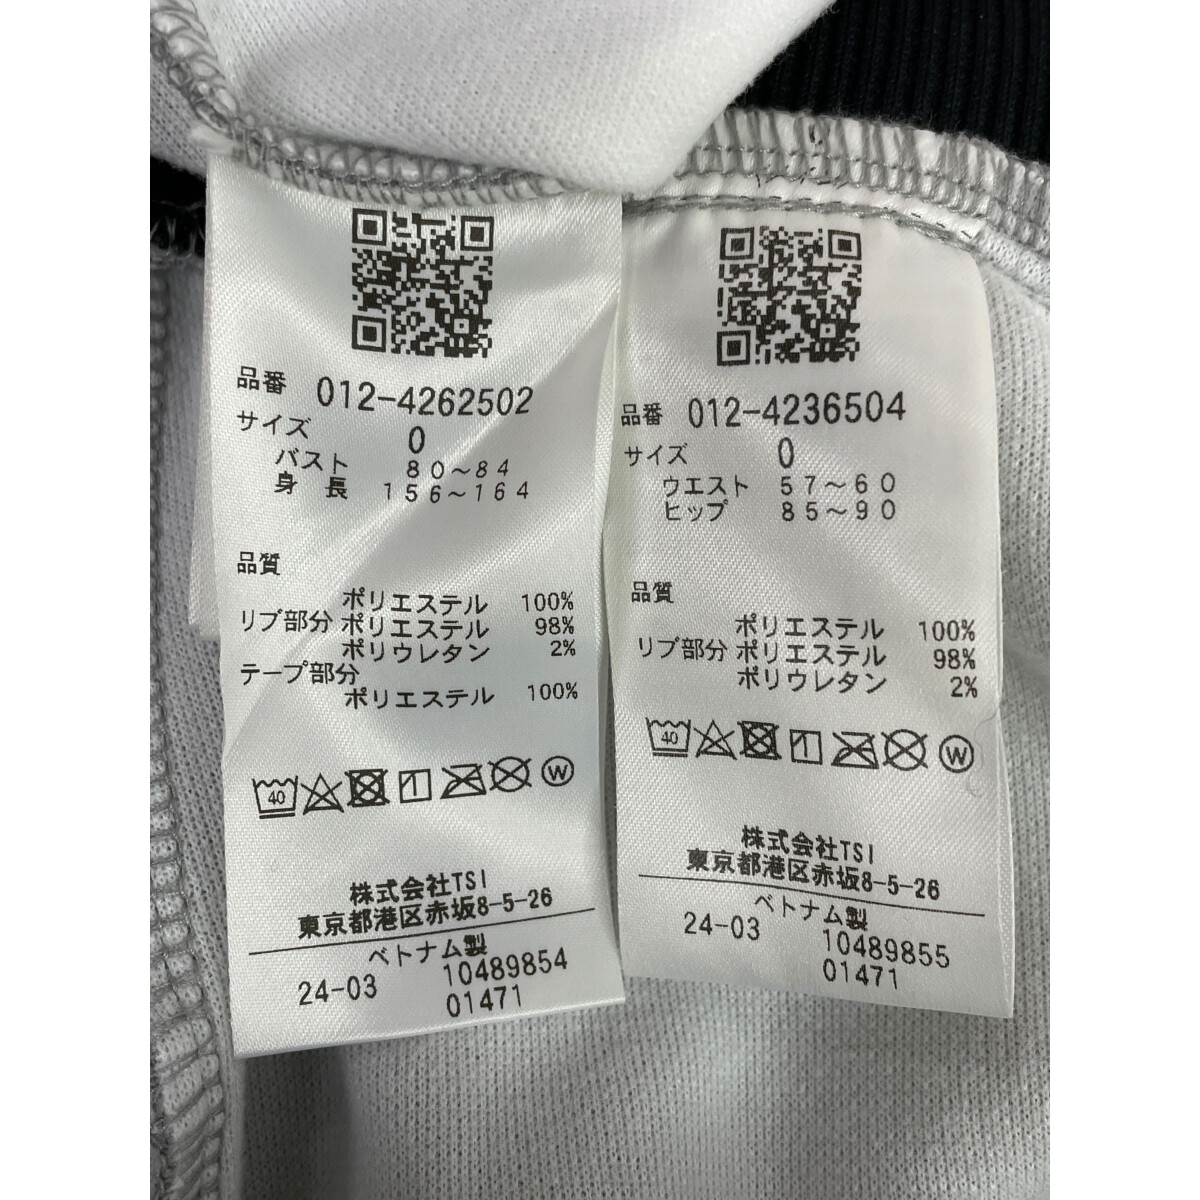 品番 012-4262502
サイズ 0
バスト 80～84
身長 156～164
品質
ポリエステル 100%
リブ部分 ポリエステル 98%
ポリウレタン 2%
テープ部分
ポリエステル 100%
40 W
株式会社TSI
東京都港区赤坂8-5-26
ベトナム製
24-03 10489854
01471
品番 012-4236504
サイズ 0
ウエスト 57～60
ヒップ 85～90
品質
ポリエステル 100%
リブ部分 ポリエステル 98%
ポリウレタン 2%
40 W
株式会社TSI
東京都港区赤坂8-5-26
ベトナム製
24-03 10489855
01471